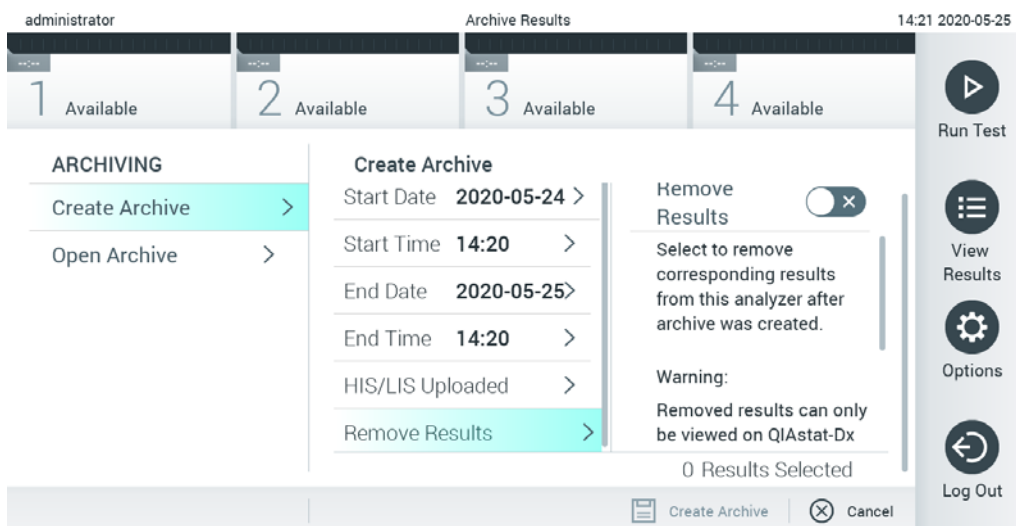 administrator
Archive Results
14:21 2020-05-25
--:--
--:--
--:--
--:--
1 Available
2 Available
3 Available
4 Available
Run Test
View
Results
Options
Log Out
ARCHIVING
Create Archive
Open Archive
Create Archive
Start Date 2020-05-24
Start Time 14:20
End Date 2020-05-25
End Time 14:20
HIS/LIS Uploaded
Remove Results
Remove
Results
Select to remove
corresponding results
from this analyzer after
archive was created.
Warning:
Removed results can only
be viewed on QIAstat-Dx
0 Results Selected
Create Archive
Cancel